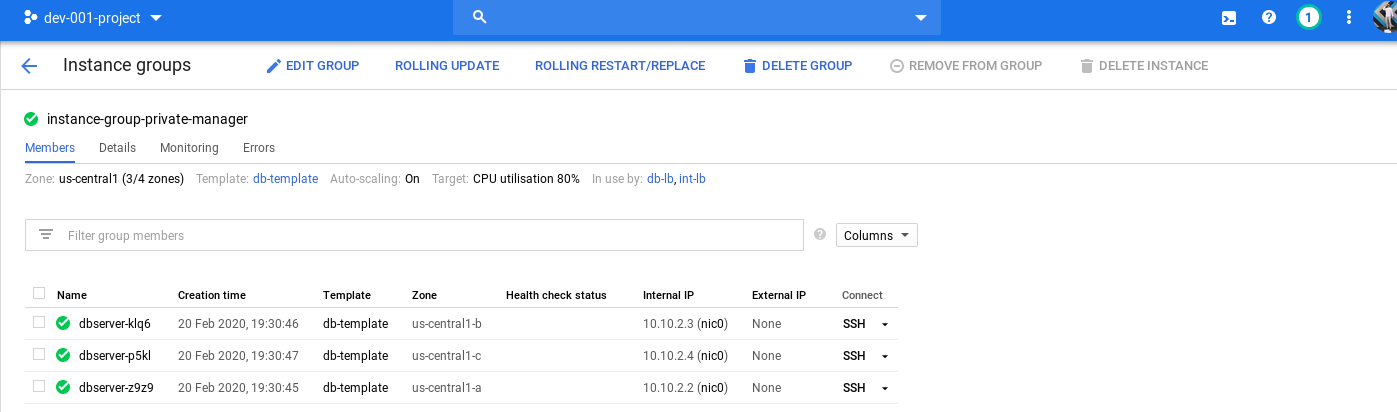 dev-001-project 1
Instance groups EDIT GROUP ROLLING UPDATE ROLLING RESTART/REPLACE DELETE GROUP REMOVE FROM GROUP DELETE INSTANCE
instance-group-private-manager
Members Details Monitoring Errors
Zone: us-central1 (3/4 zones) Template: db-template Auto-scaling: On Target: CPU utilisation 80% In use by: db-lb, int-lb
Filter group members Columns
Name Creation time Template Zone Health check status Internal IP External IP Connect
dbserver-klq6 20 Feb 2020, 19:30:46 db-template us-central1-b 10.10.2.3 (nic0) None SSH
dbserver-p5kl 20 Feb 2020, 19:30:47 db-template us-central1-c 10.10.2.4 (nic0) None SSH
dbserver-z9z9 20 Feb 2020, 19:30:45 db-template us-central1-a 10.10.2.2 (nic0) None SSH